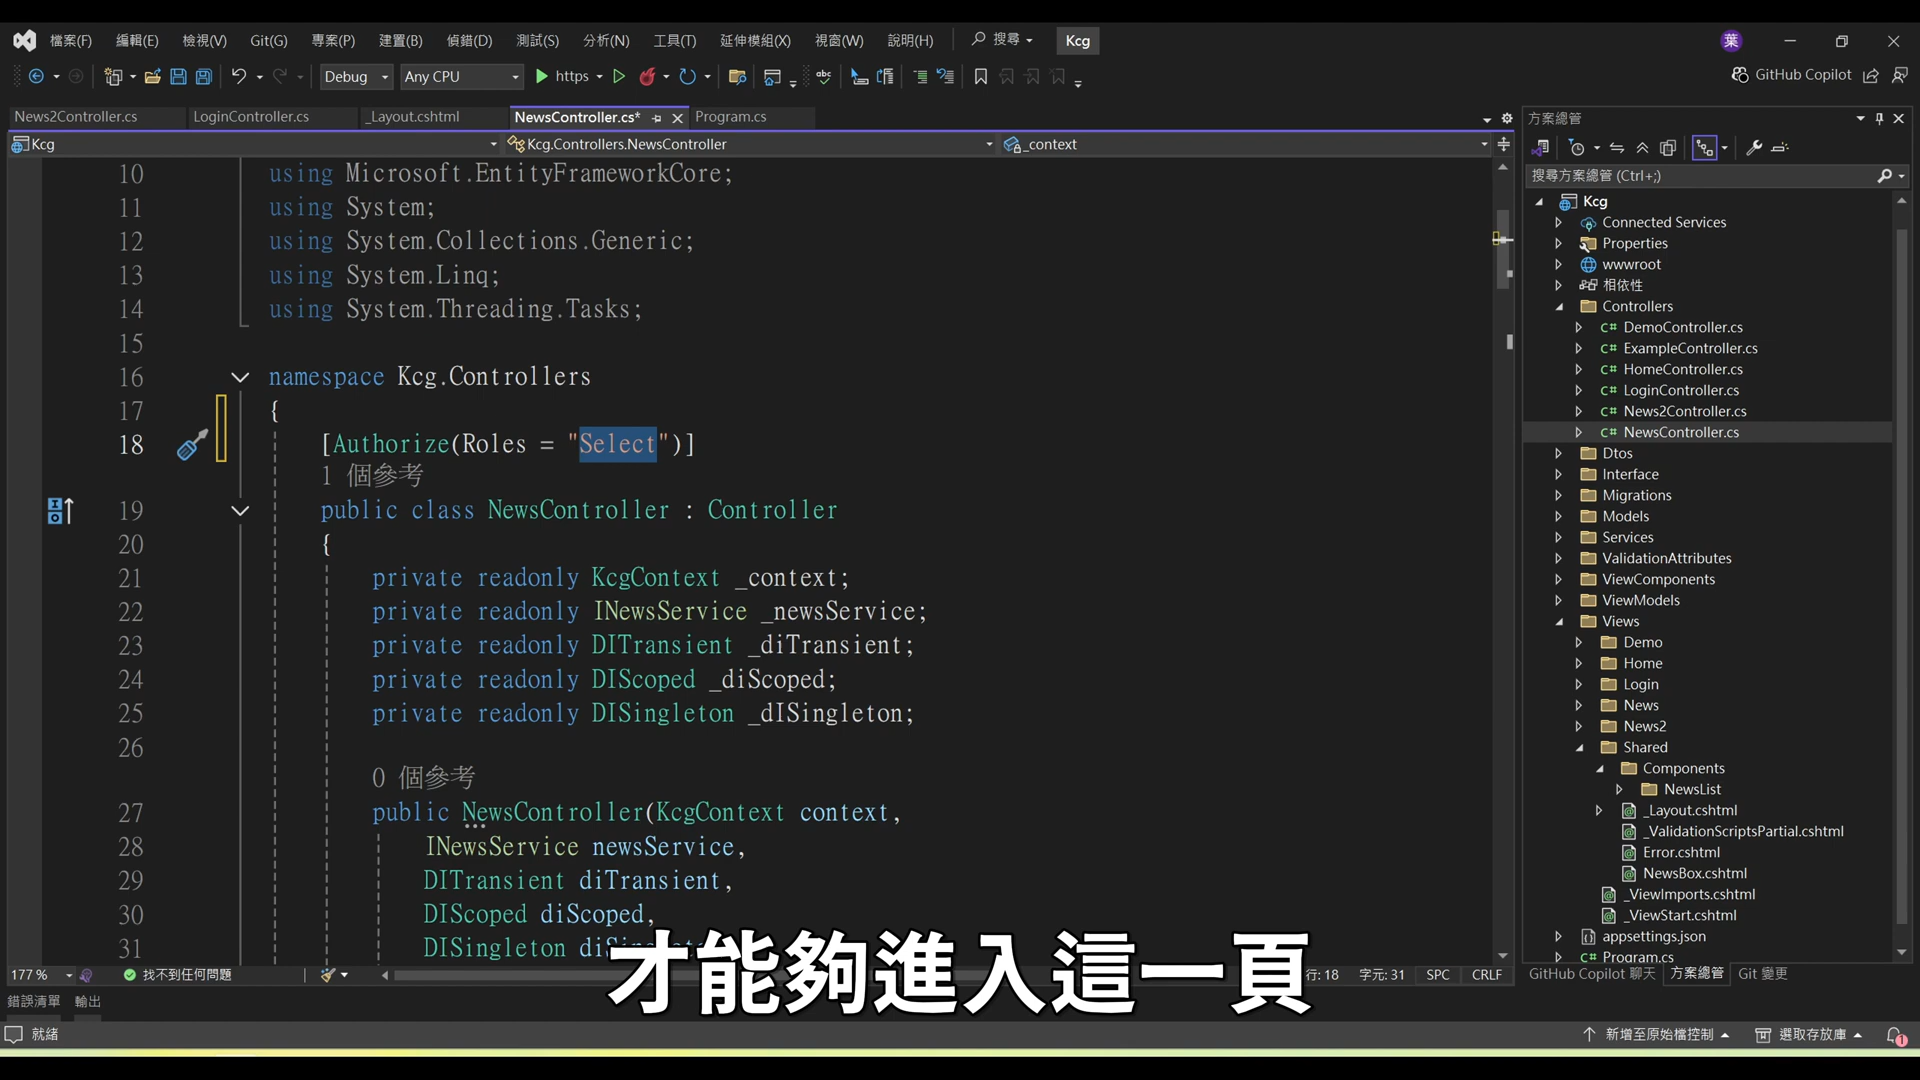 檔案(F) 編輯(E) 檢視(V) Git(G) 專案(P) 建置(B) 偵錯(D) 測試(S) 分析(N) 工具(T) 延伸模組(X) 視窗(W) 說明(H) 搜尋 Kcg 葉
Debug Any CPU https GitHub Copilot
News2Controller.cs LoginController.cs _Layout.cshtml NewsController.cs* Program.cs
Kcg Kcg.Controllers.NewsController _context
10 using Microsoft.EntityFrameworkCore;
11 using System;
12 using System.Collections.Generic;
13 using System.Linq;
14 using System.Threading.Tasks;
15
16 namespace Kcg.Controllers
17 {
18 [Authorize(Roles = "Select")]
1 個參考
19 public class NewsController : Controller
20 {
21 private readonly KcgContext _context;
22 private readonly INewsService _newsService;
23 private readonly DITransient _diTransient;
24 private readonly DIScoped _diScoped;
25 private readonly DISingleton _dISingleton;
26
0 個參考
27 public NewsController(KcgContext context,
28 INewsService newsService,
29 DITransient diTransient,
30 DIScoped diScoped,
31 DISingleton
才能夠進入這一頁
177 % 找不到任何問題 行: 18 字元: 31 SPC CRLF
錯誤清單 輸出
就緒 新增至原始檔控制 選取存放庫 1
方案總管
搜尋方案總管 (Ctrl+;)
Kcg
Connected Services
Properties
wwwroot
相依性
Controllers
C# DemoController.cs
C# ExampleController.cs
C# HomeController.cs
C# LoginController.cs
C# News2Controller.cs
C# NewsController.cs
Dtos
Interface
Migrations
Models
Services
ValidationAttributes
ViewComponents
ViewModels
Views
Demo
Home
Login
News
News2
Shared
Components
NewsList
_Layout.cshtml
_ValidationScriptsPartial.cshtml
Error.cshtml
NewsBox.cshtml
_ViewImports.cshtml
_ViewStart.cshtml
appsettings.json
C# Program.cs
GitHub Copilot 聊天 方案總管 Git 變更